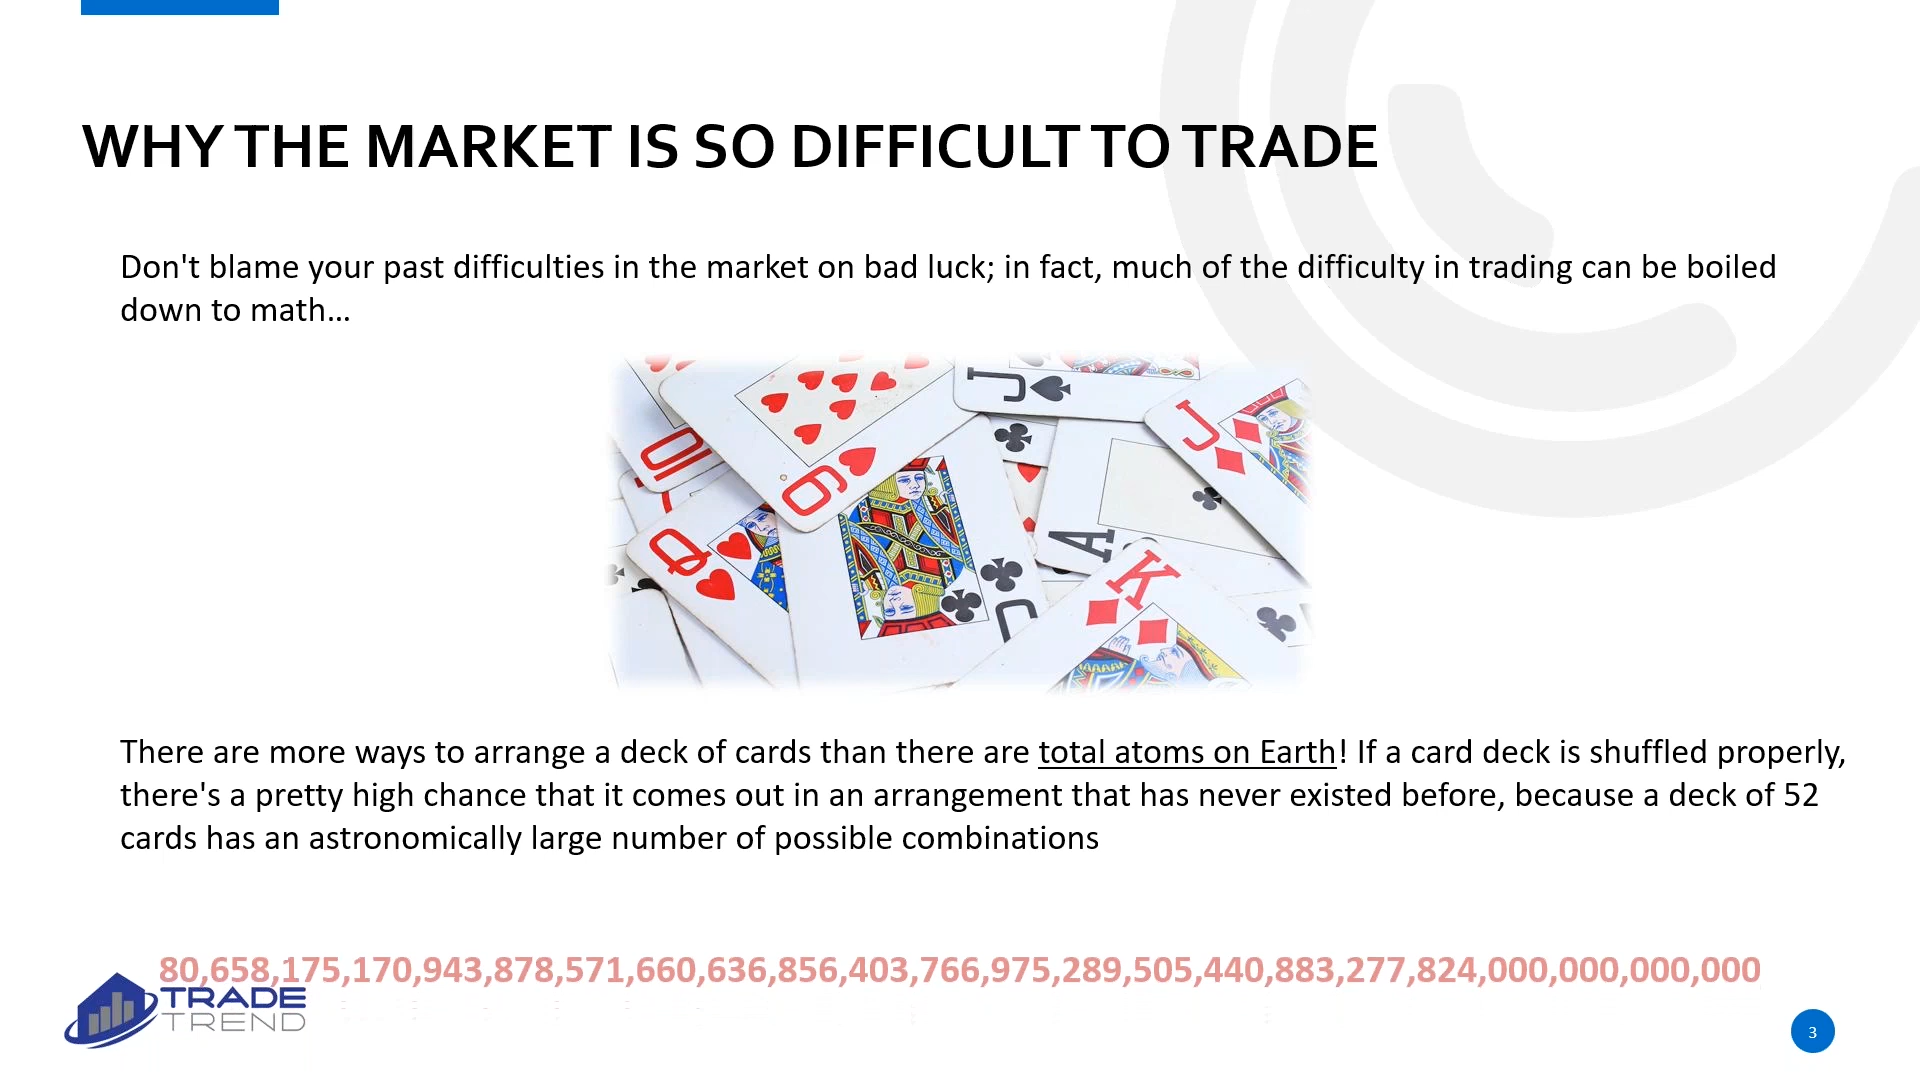 WHY THE MARKET IS SO DIFFICULT TO TRADE
Don't blame your past difficulties in the market on bad luck; in fact, much of the difficulty in trading can be boiled
down to math…
10
9
J
J
Q
A
K
J
There are more ways to arrange a deck of cards than there are total atoms on Earth! If a card deck is shuffled properly,
there's a pretty high chance that it comes out in an arrangement that has never existed before, because a deck of 52
cards has an astronomically large number of possible combinations
80,658,175,170,943,878,571,660,636,856,403,766,975,289,505,440,883,277,824,000,000,000,000
TRADE
TREND
3